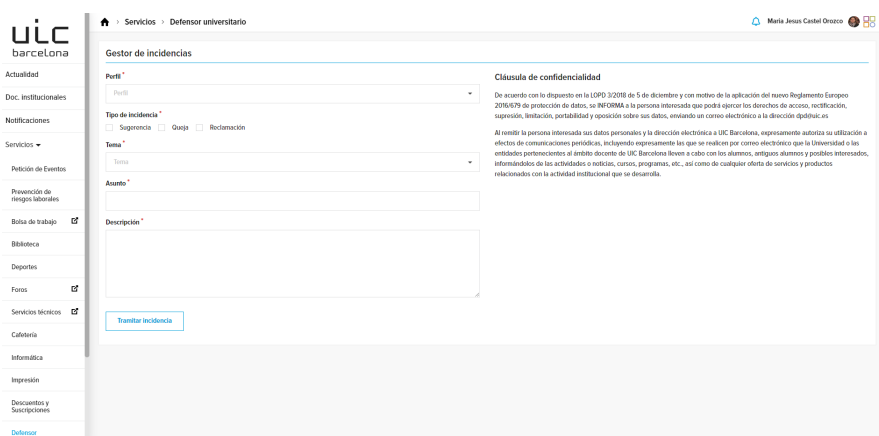 uic
barcelona
Actualidad
Doc. institucionales
Notificaciones
Servicios
Petición de Eventos
Prevención de
riesgos laborales
Bolsa de trabajo
Biblioteca
Deportes
Foros
Servicios técnicos
Cafetería
Informática
Impresión
Descuentos y
Suscripciones
Defensor
› Servicios › Defensor universitario
Maria Jesus Castel Orozco
Gestor de incidencias
Perfil *
Perfil
Tipo de incidencia *
Sugerencia Queja Reclamación
Tema *
Tema
Asunto *
Descripción *
Tramitar incidencia
Cláusula de confidencialidad
De acuerdo con lo dispuesto en la LOPD 3/2018 de 5 de diciembre y con motivo de la aplicación del nuevo Reglamento Europeo
2016/679 de protección de datos, se INFORMA a la persona interesada que podrá ejercer los derechos de acceso, rectificación,
supresión, limitación, portabilidad y oposición sobre sus datos, enviando un correo electrónico a la dirección dpd@uic.es
Al remitir la persona interesada sus datos personales y la dirección electrónica a UIC Barcelona, expresamente autoriza su utilización a
efectos de comunicaciones periódicas, incluyendo expresamente las que se realicen por correo electrónico que la Universidad o las
entidades pertenecientes al ámbito docente de UIC Barcelona lleven a cabo con los alumnos, antiguos alumnos y posibles interesados,
informándolos de las actividades o noticias, cursos, programas, etc., así como de cualquier oferta de servicios y productos
relacionados con la actividad institucional que se desarrolla.